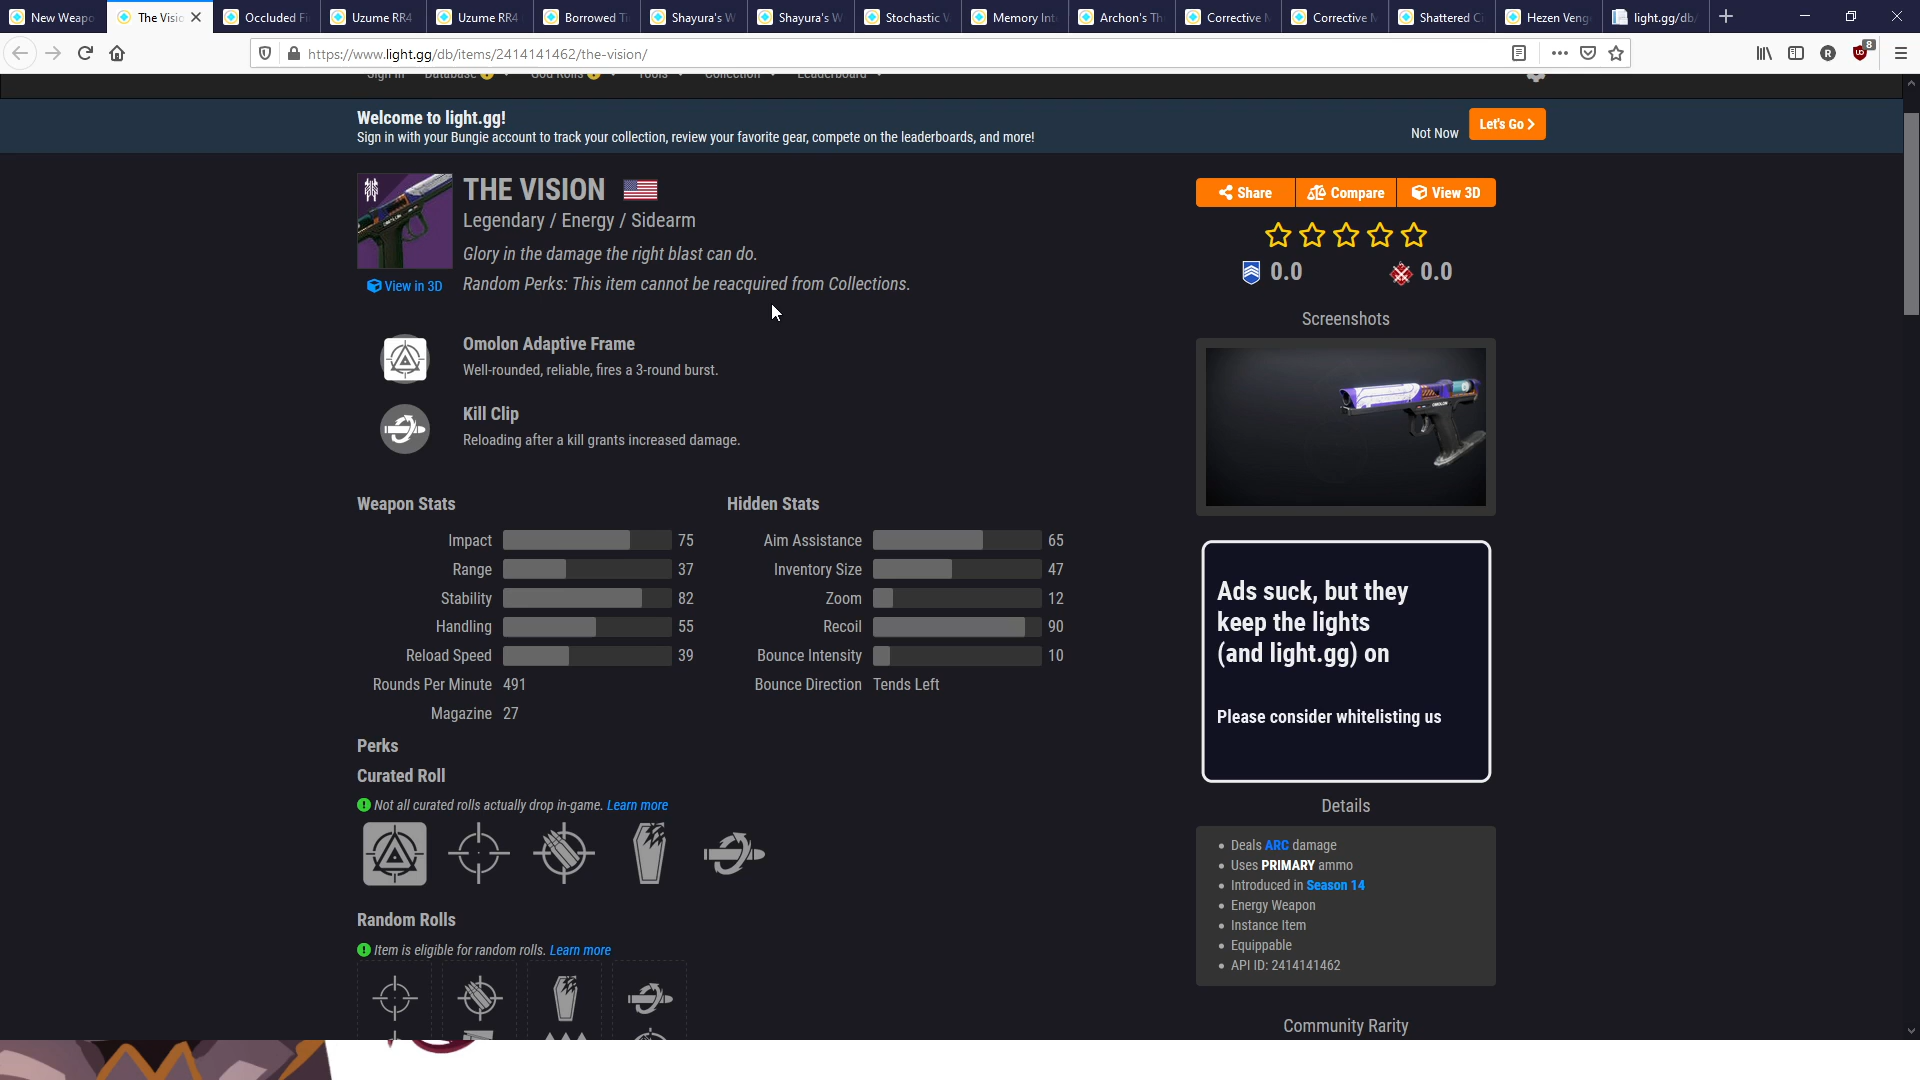 New Weapo
The Visio
Occluded Fi
Uzume RR4
Uzume RR4
Borrowed Ti
Shayura's W
Shayura's W
Stochastic V
Memory Int
Archon's Th
Corrective M
Corrective M
Shattered Ci
Hezen Veng
light.gg/db/
https://www.light.gg/db/items/2414141462/the-vision/
8
Sign in Database God Rolls Tools Collection Leaderboard
Welcome to light.gg!
Sign in with your Bungie account to track your collection, review your favorite gear, compete on the leaderboards, and more!
Not Now
Let's Go
THE VISION
Legendary / Energy / Sidearm
Glory in the damage the right blast can do.
View in 3D
Random Perks: This item cannot be reacquired from Collections.
Share
Compare
View 3D
0.0
0.0
Screenshots
Omolon Adaptive Frame
Well-rounded, reliable, fires a 3-round burst.
Kill Clip
Reloading after a kill grants increased damage.
OMOLON
Weapon Stats
Impact 75
Range 37
Stability 82
Handling 55
Reload Speed 39
Rounds Per Minute 491
Magazine 27
Hidden Stats
Aim Assistance 65
Inventory Size 47
Zoom 12
Recoil 90
Bounce Intensity 10
Bounce Direction Tends Left
Ads suck, but they
keep the lights
(and light.gg) on
Please consider whitelisting us
Perks
Curated Roll
Not all curated rolls actually drop in-game. Learn more
Random Rolls
Item is eligible for random rolls. Learn more
Details
Deals ARC damage
Uses PRIMARY ammo
Introduced in Season 14
Energy Weapon
Instance Item
Equippable
API ID: 2414141462
Community Rarity